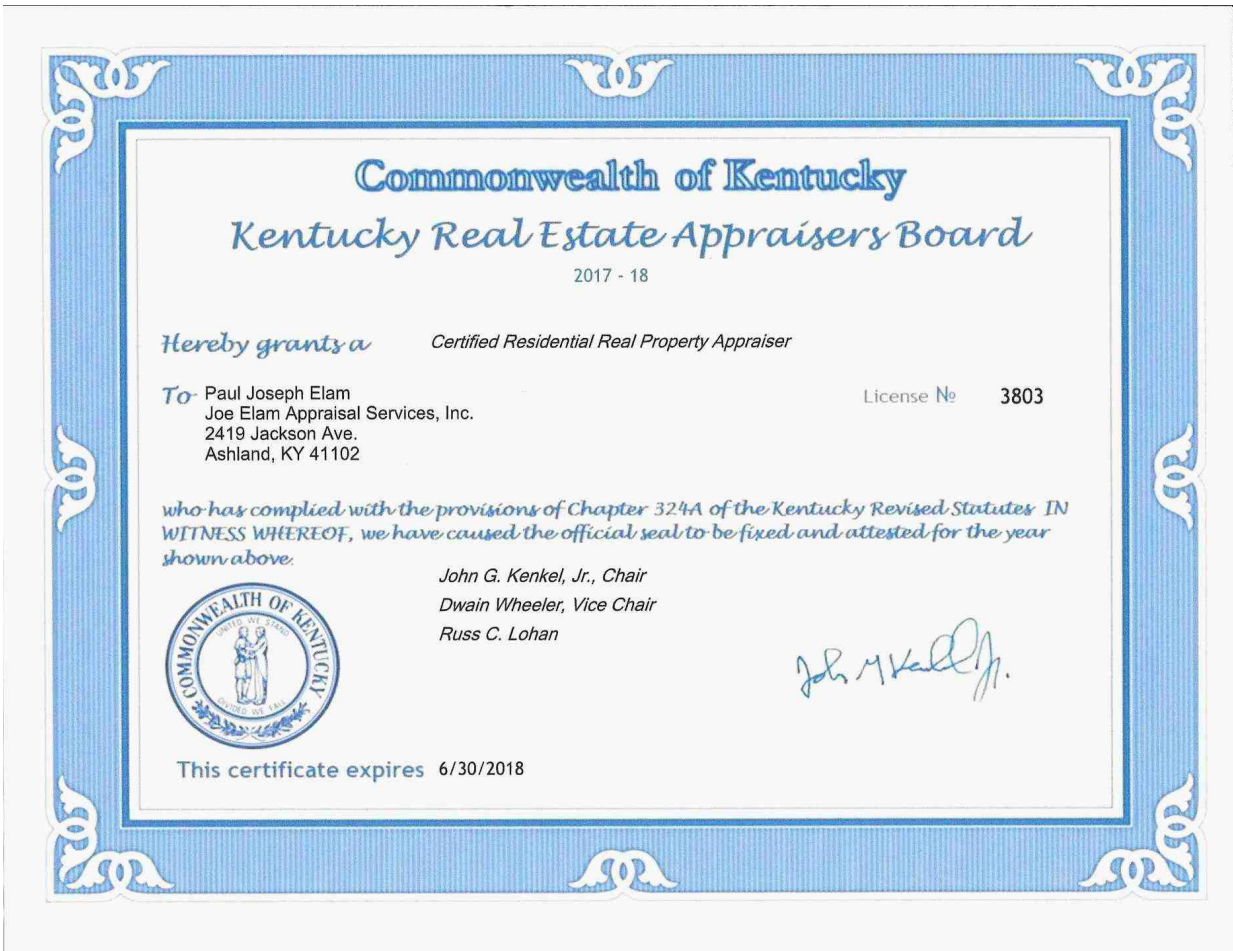 Commonwealth of Kentucky
Kentucky Real Estate Appraisers Board
2017 - 18
Hereby grants a Certified Residential Real Property Appraiser
To Paul Joseph Elam
License № 3803
Joe Elam Appraisal Services, Inc.
2419 Jackson Ave.
Ashland, KY 41102
who has complied with the provisions of Chapter 324A of the Kentucky Revised Statutes IN
WITNESS WHEREOF, we have caused the official seal to be fixed and attested for the year
shown above.
John G. Kenkel, Jr., Chair
Dwain Wheeler, Vice Chair
Russ C. Lohan
COMMONWEALTH OF KENTUCKY
UNITED WE STAND
DIVIDED WE FALL
This certificate expires 6/30/2018